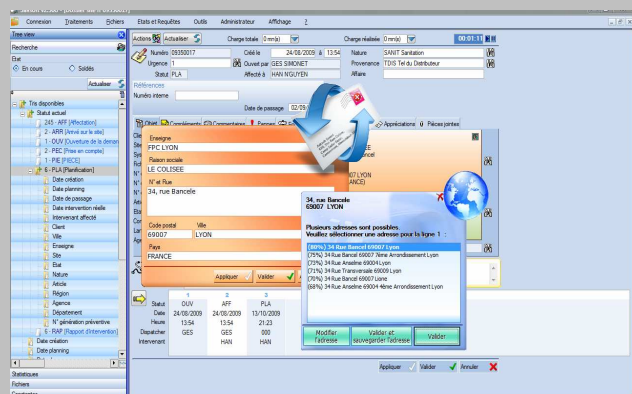 Connexion Traitements Fichiers Etats et Requêtes Outils Administrateur Affichage ?
Tree view
Actions Actualiser Charge totale 0 mn(s) Charge réalisée 0 mn(s) 00:01:11
Recherche
Etat
En cours Soldés
Actualiser
Numéro 09350017 Créé le 24/08/2009 à 13:54 Nature SANIT Sanitation
Urgence 1 Ouvert par GES SIMONET Provenance TDIS Tel du Distributeur
Statut PLA Affecté à HAN NGUYEN Affaire
Références
Numéro interne
Date de passage 02/09/
Tris disponibles
Statut actuel
245 - AFF [Affectation]
2 - ARR [Arrivé sur le site]
1 - OUV [Ouverture de la deman
2 - PEC [Prise en compte]
1 - PIE [PIECE]
6 - PLA [Planification]
Date création
Date planning
Date de passage
Date intervention réelle
Intervenant affecté
Client
Ville
Enseigne
Site
Etat
Nature
Article
Région
Agence
Département
N° génération préventive
6 - RAP [Rapport d'intervention]
Date création
Date planning
Statistiques
Fichiers
Objet Compléments Commentaires Pannes Appréciations Pièces jointes
Enseigne
FPC LYON
Raison sociale
LE COLISEE
N° et Rue
34, rue Bancele
Code postal Ville
69007 LYON
Pays
FRANCE
Appliquer Valider
34, rue Bancele
69007 LYON
Plusieurs adresses sont possibles.
Veuillez sélectionner une adresse pour la ligne 1 :
(80%) 34 Rue Bancel 69007 Lyon
(75%) 34 Rue Bancel 69007 7ème Arrondissement Lyon
(73%) 34 Rue Anselme 69004 Lyon
(71%) 34 Rue Transversale 69009 Lyon
(70%) 34 Rue Bancel 69007 Lione
(68%) 34 Rue Anselme 69004 4ème Arrondissement Lyon
Modifier l'adresse
Valider et sauvegarder l'adresse
Valider
1 2 3
Statut OUV AFF PLA
Date 24/08/2009 24/08/2009 13/10/2009
Heure 13:54 13:54 21:23
Dispatcher GES GES 000
Intervenant HAN HAN
Appliquer Valider Annuler